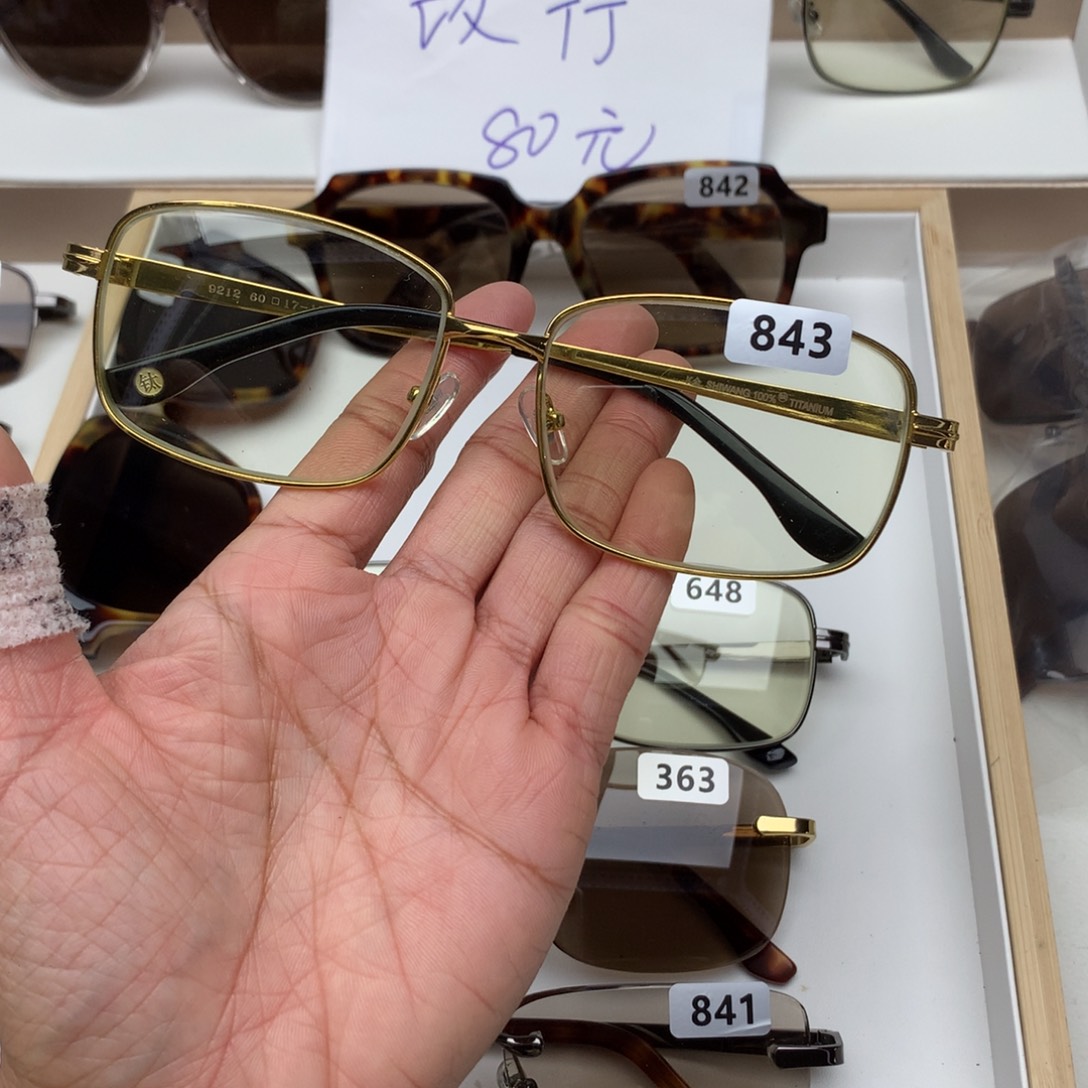 80元
842
843
9212 60□17-
SHIWANG 100% TITANIUM
钛
648
363
841